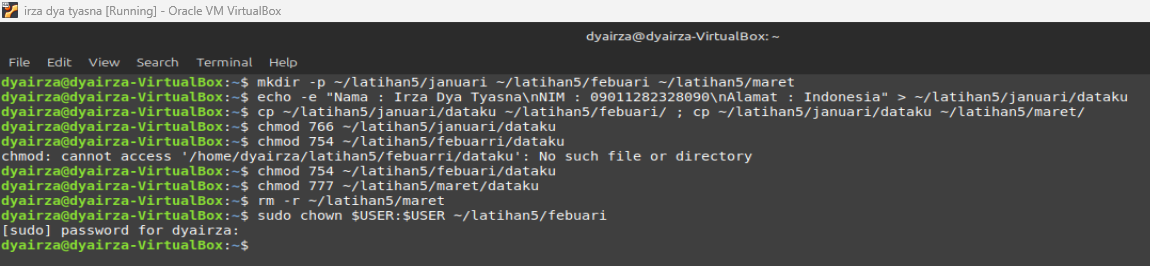 irza dya tyasna [Running] - Oracle VM VirtualBox
dyairza@dyairza-VirtualBox: ~
File Edit View Search Terminal Help
dyairza@dyairza-VirtualBox:~$ mkdir -p ~/latihan5/januari ~/latihan5/febuari ~/latihan5/maret
dyairza@dyairza-VirtualBox:~$ echo -e "Nama : Irza Dya Tyasna\nNIM : 09011282328090\nAlamat : Indonesia" > ~/latihan5/januari/dataku
dyairza@dyairza-VirtualBox:~$ cp ~/latihan5/januari/dataku ~/latihan5/febuari/ ; cp ~/latihan5/januari/dataku ~/latihan5/maret/
dyairza@dyairza-VirtualBox:~$ chmod 766 ~/latihan5/januari/dataku
dyairza@dyairza-VirtualBox:~$ chmod 754 ~/latihan5/febuarri/dataku
chmod: cannot access '/home/dyairza/latihan5/febuarri/dataku': No such file or directory
dyairza@dyairza-VirtualBox:~$ chmod 754 ~/latihan5/febuari/dataku
dyairza@dyairza-VirtualBox:~$ chmod 777 ~/latihan5/maret/dataku
dyairza@dyairza-VirtualBox:~$ rm -r ~/latihan5/maret
dyairza@dyairza-VirtualBox:~$ sudo chown $USER:$USER ~/latihan5/febuari
[sudo] password for dyairza:
dyairza@dyairza-VirtualBox:~$